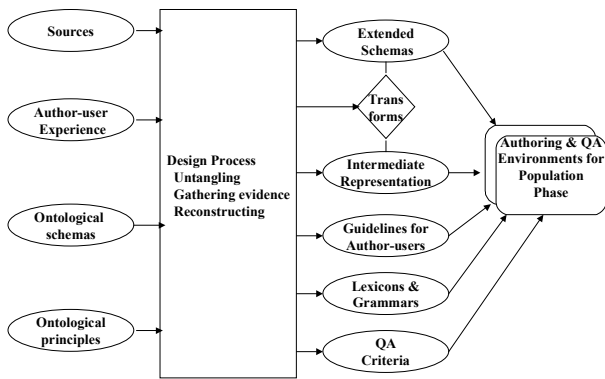 Sources
Author-user
Experience
Ontological
schemas
Ontological
principles
Design Process
Untangling
Gathering evidence
Reconstructing
Extended
Schemas
Trans
forms
Intermediate
Representation
Guidelines for
Author-users
Lexicons &
Grammars
QA
Criteria
Authoring & QA
Environments for
Population
Phase